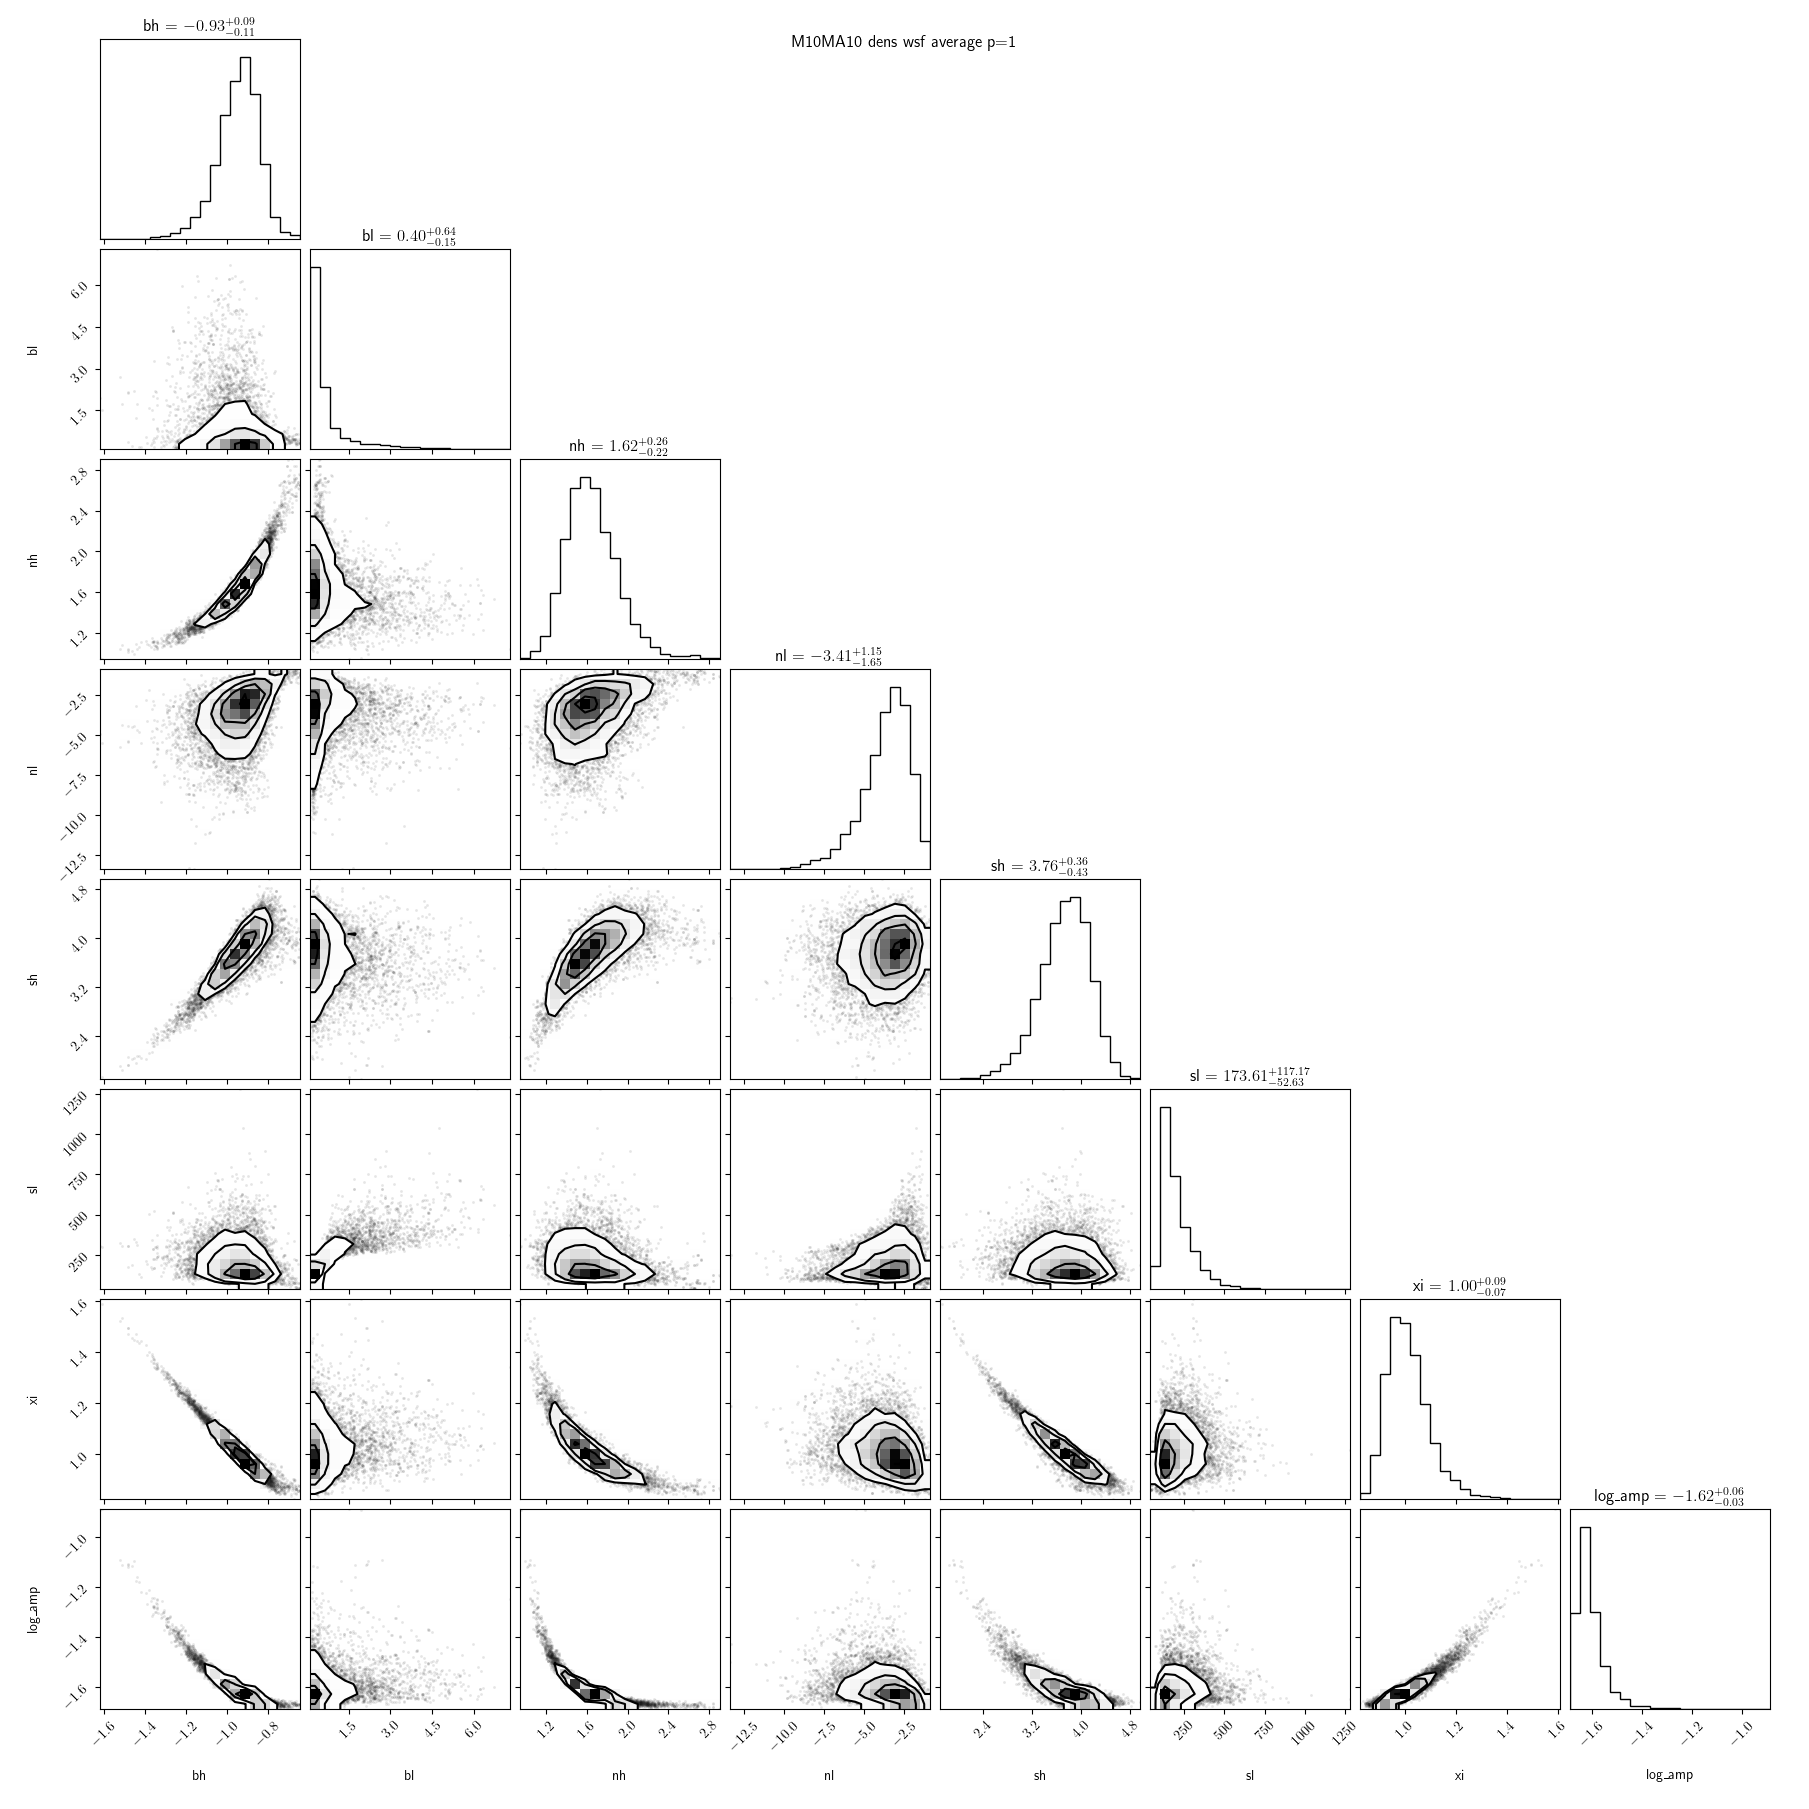 M10MA10 dens wsf average p=1
bh = −0.93+0.09−0.11
bl = 0.40+0.64−0.15
bl
6.0
4.5
3.0
1.5
nh = 1.62+0.26−0.22
nh
2.8
2.4
2.0
1.6
1.2
nl = −3.41+1.15−1.65
nl
−2.5
−5.0
−7.5
−10.0
−12.5
sh = 3.76+0.36−0.43
sh
4.8
4.0
3.2
2.4
sl = 173.61+117.17−52.63
sl
1250
1000
750
500
250
xi = 1.00+0.09−0.07
xi
1.6
1.4
1.2
1.0
log_amp = −1.62+0.06−0.03
log_amp
−1.0
−1.2
−1.4
−1.6
−1.6 −1.4 −1.2 −1.0 −0.8 1.5 3.0 4.5 6.0 1.2 1.6 2.0 2.4 2.8 −12.5 −10.0 −7.5 −5.0 −2.5 2.4 3.2 4.0 4.8 250 500 750 1000 1250 1.0 1.2 1.4 1.6 −1.6 −1.4 −1.2 −1.0
bh bl nh nl sh sl xi log_amp